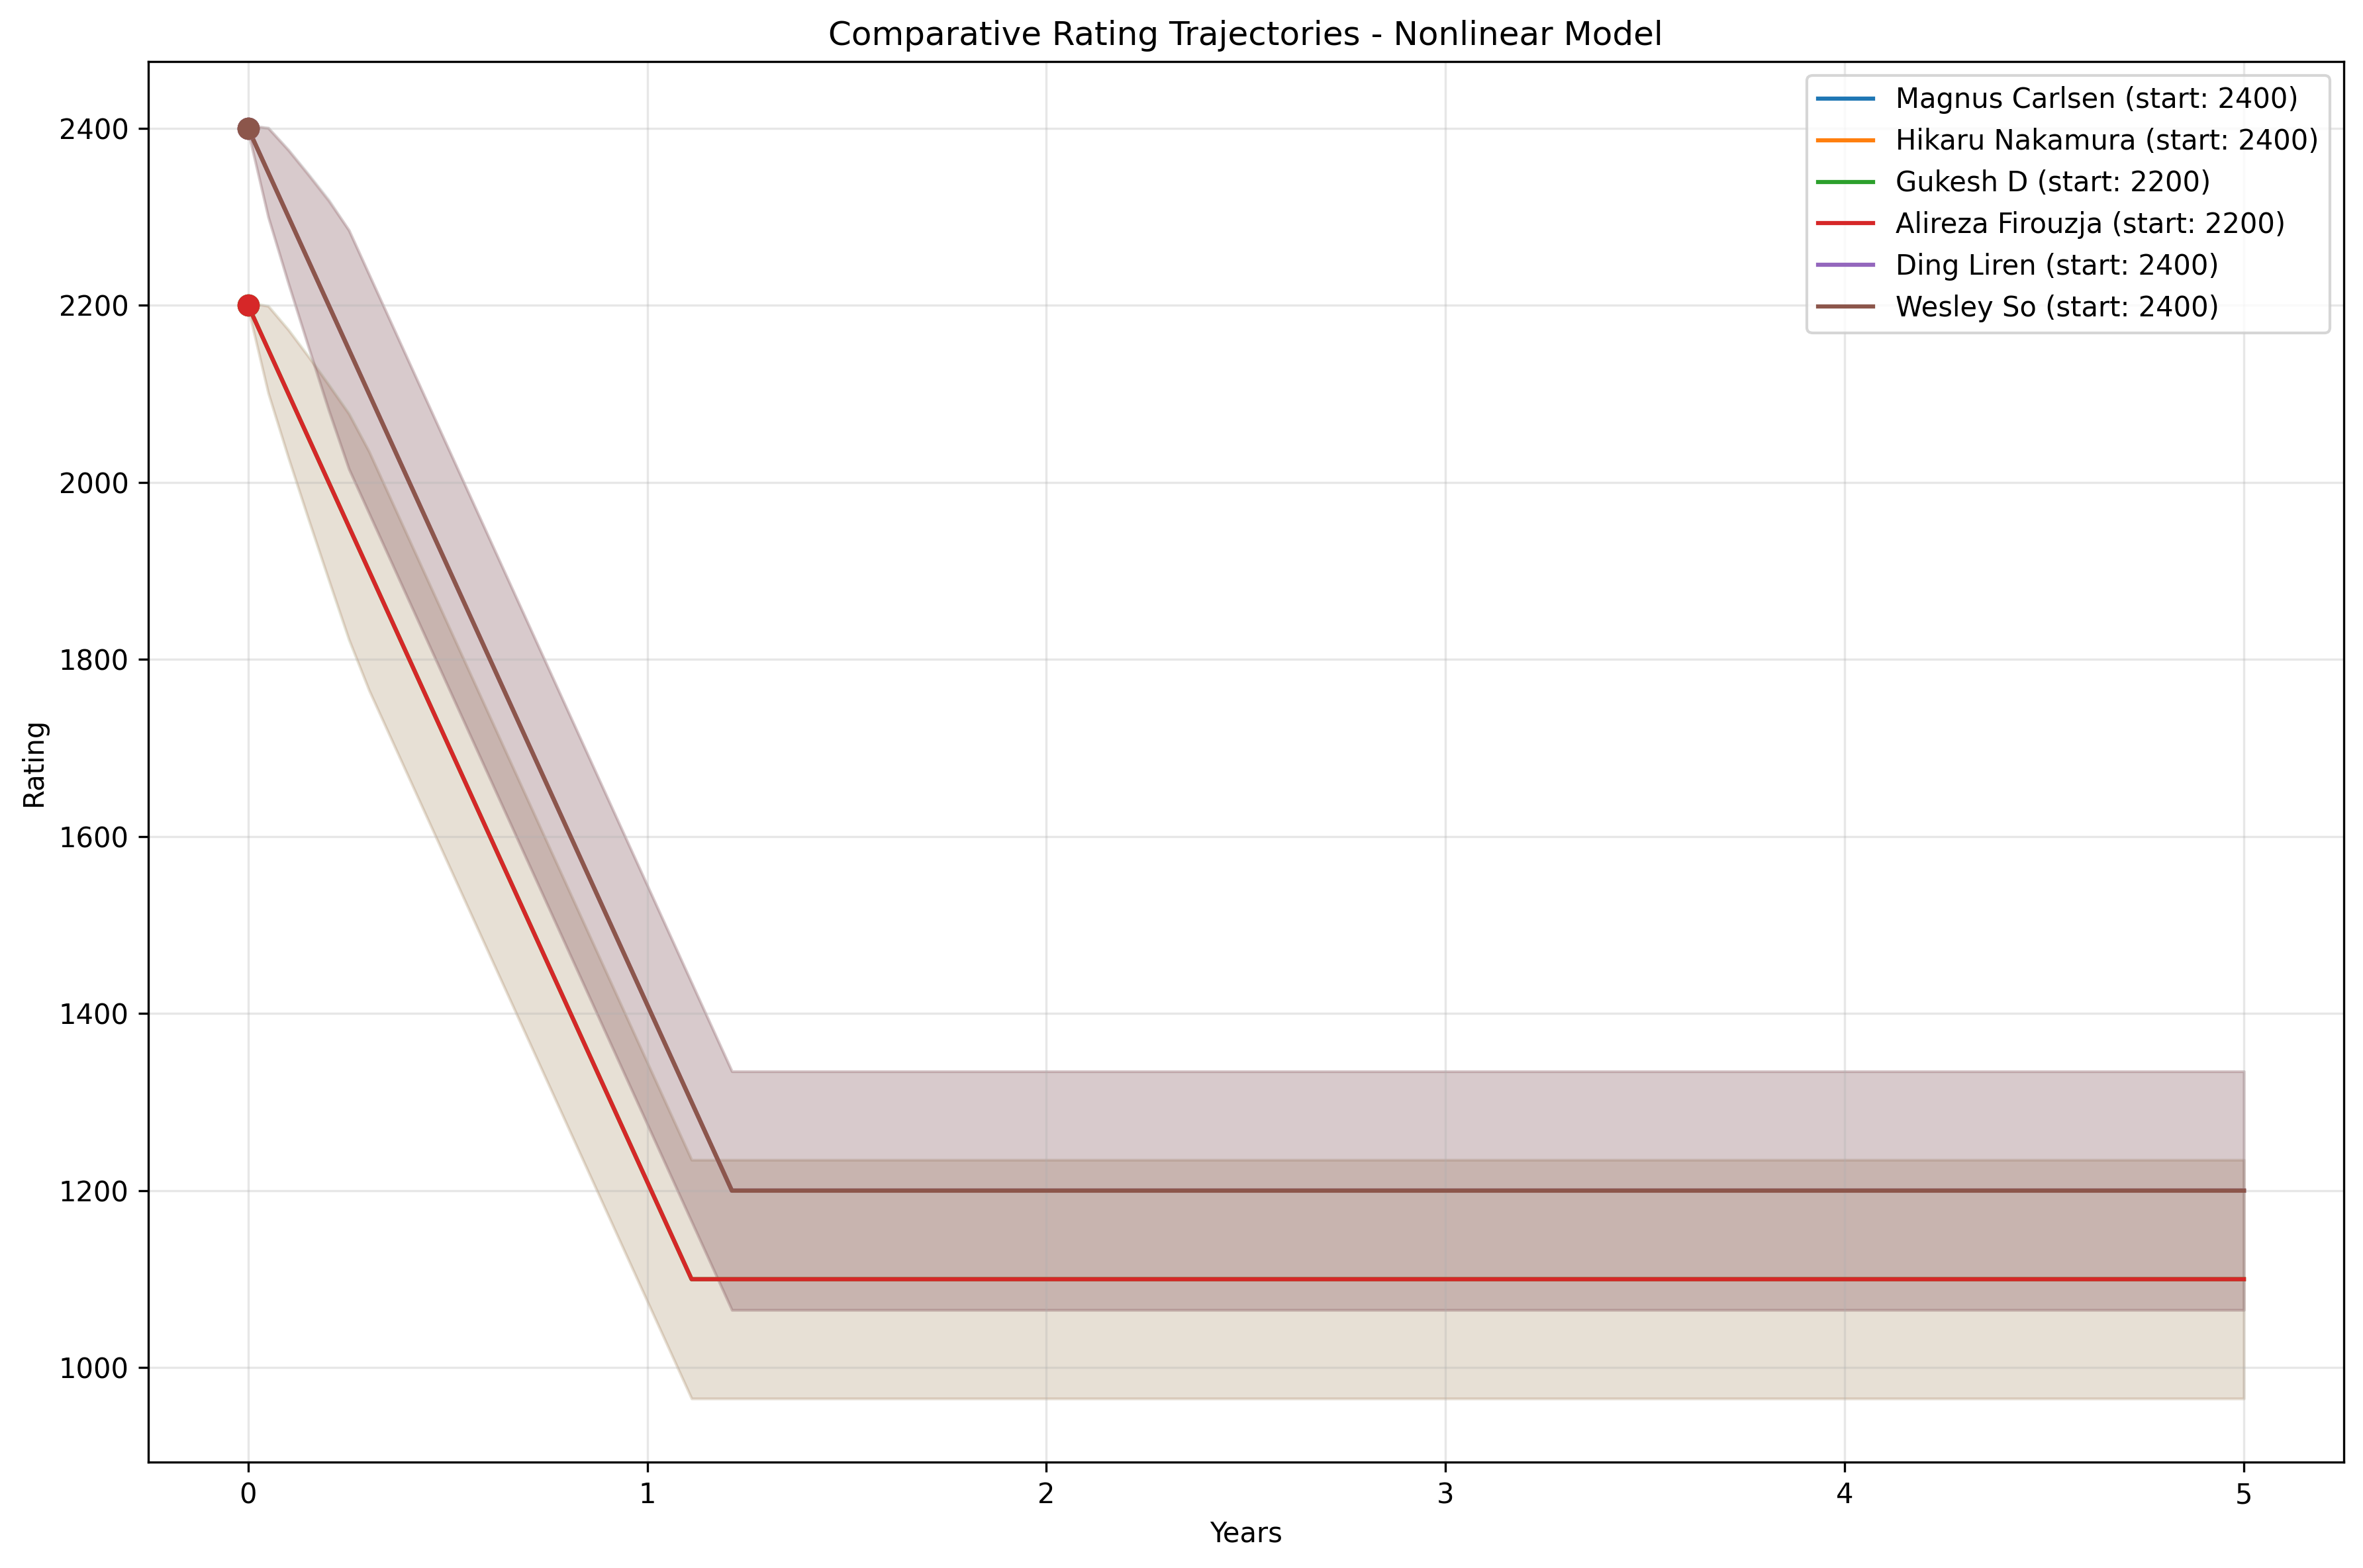 Comparative Rating Trajectories - Nonlinear Model
Magnus Carlsen (start: 2400)
Hikaru Nakamura (start: 2400)
Gukesh D (start: 2200)
Alireza Firouzja (start: 2200)
Ding Liren (start: 2400)
Wesley So (start: 2400)
2400
2200
2000
1800
1600
1400
1200
1000
Rating
0 1 2 3 4 5
Years